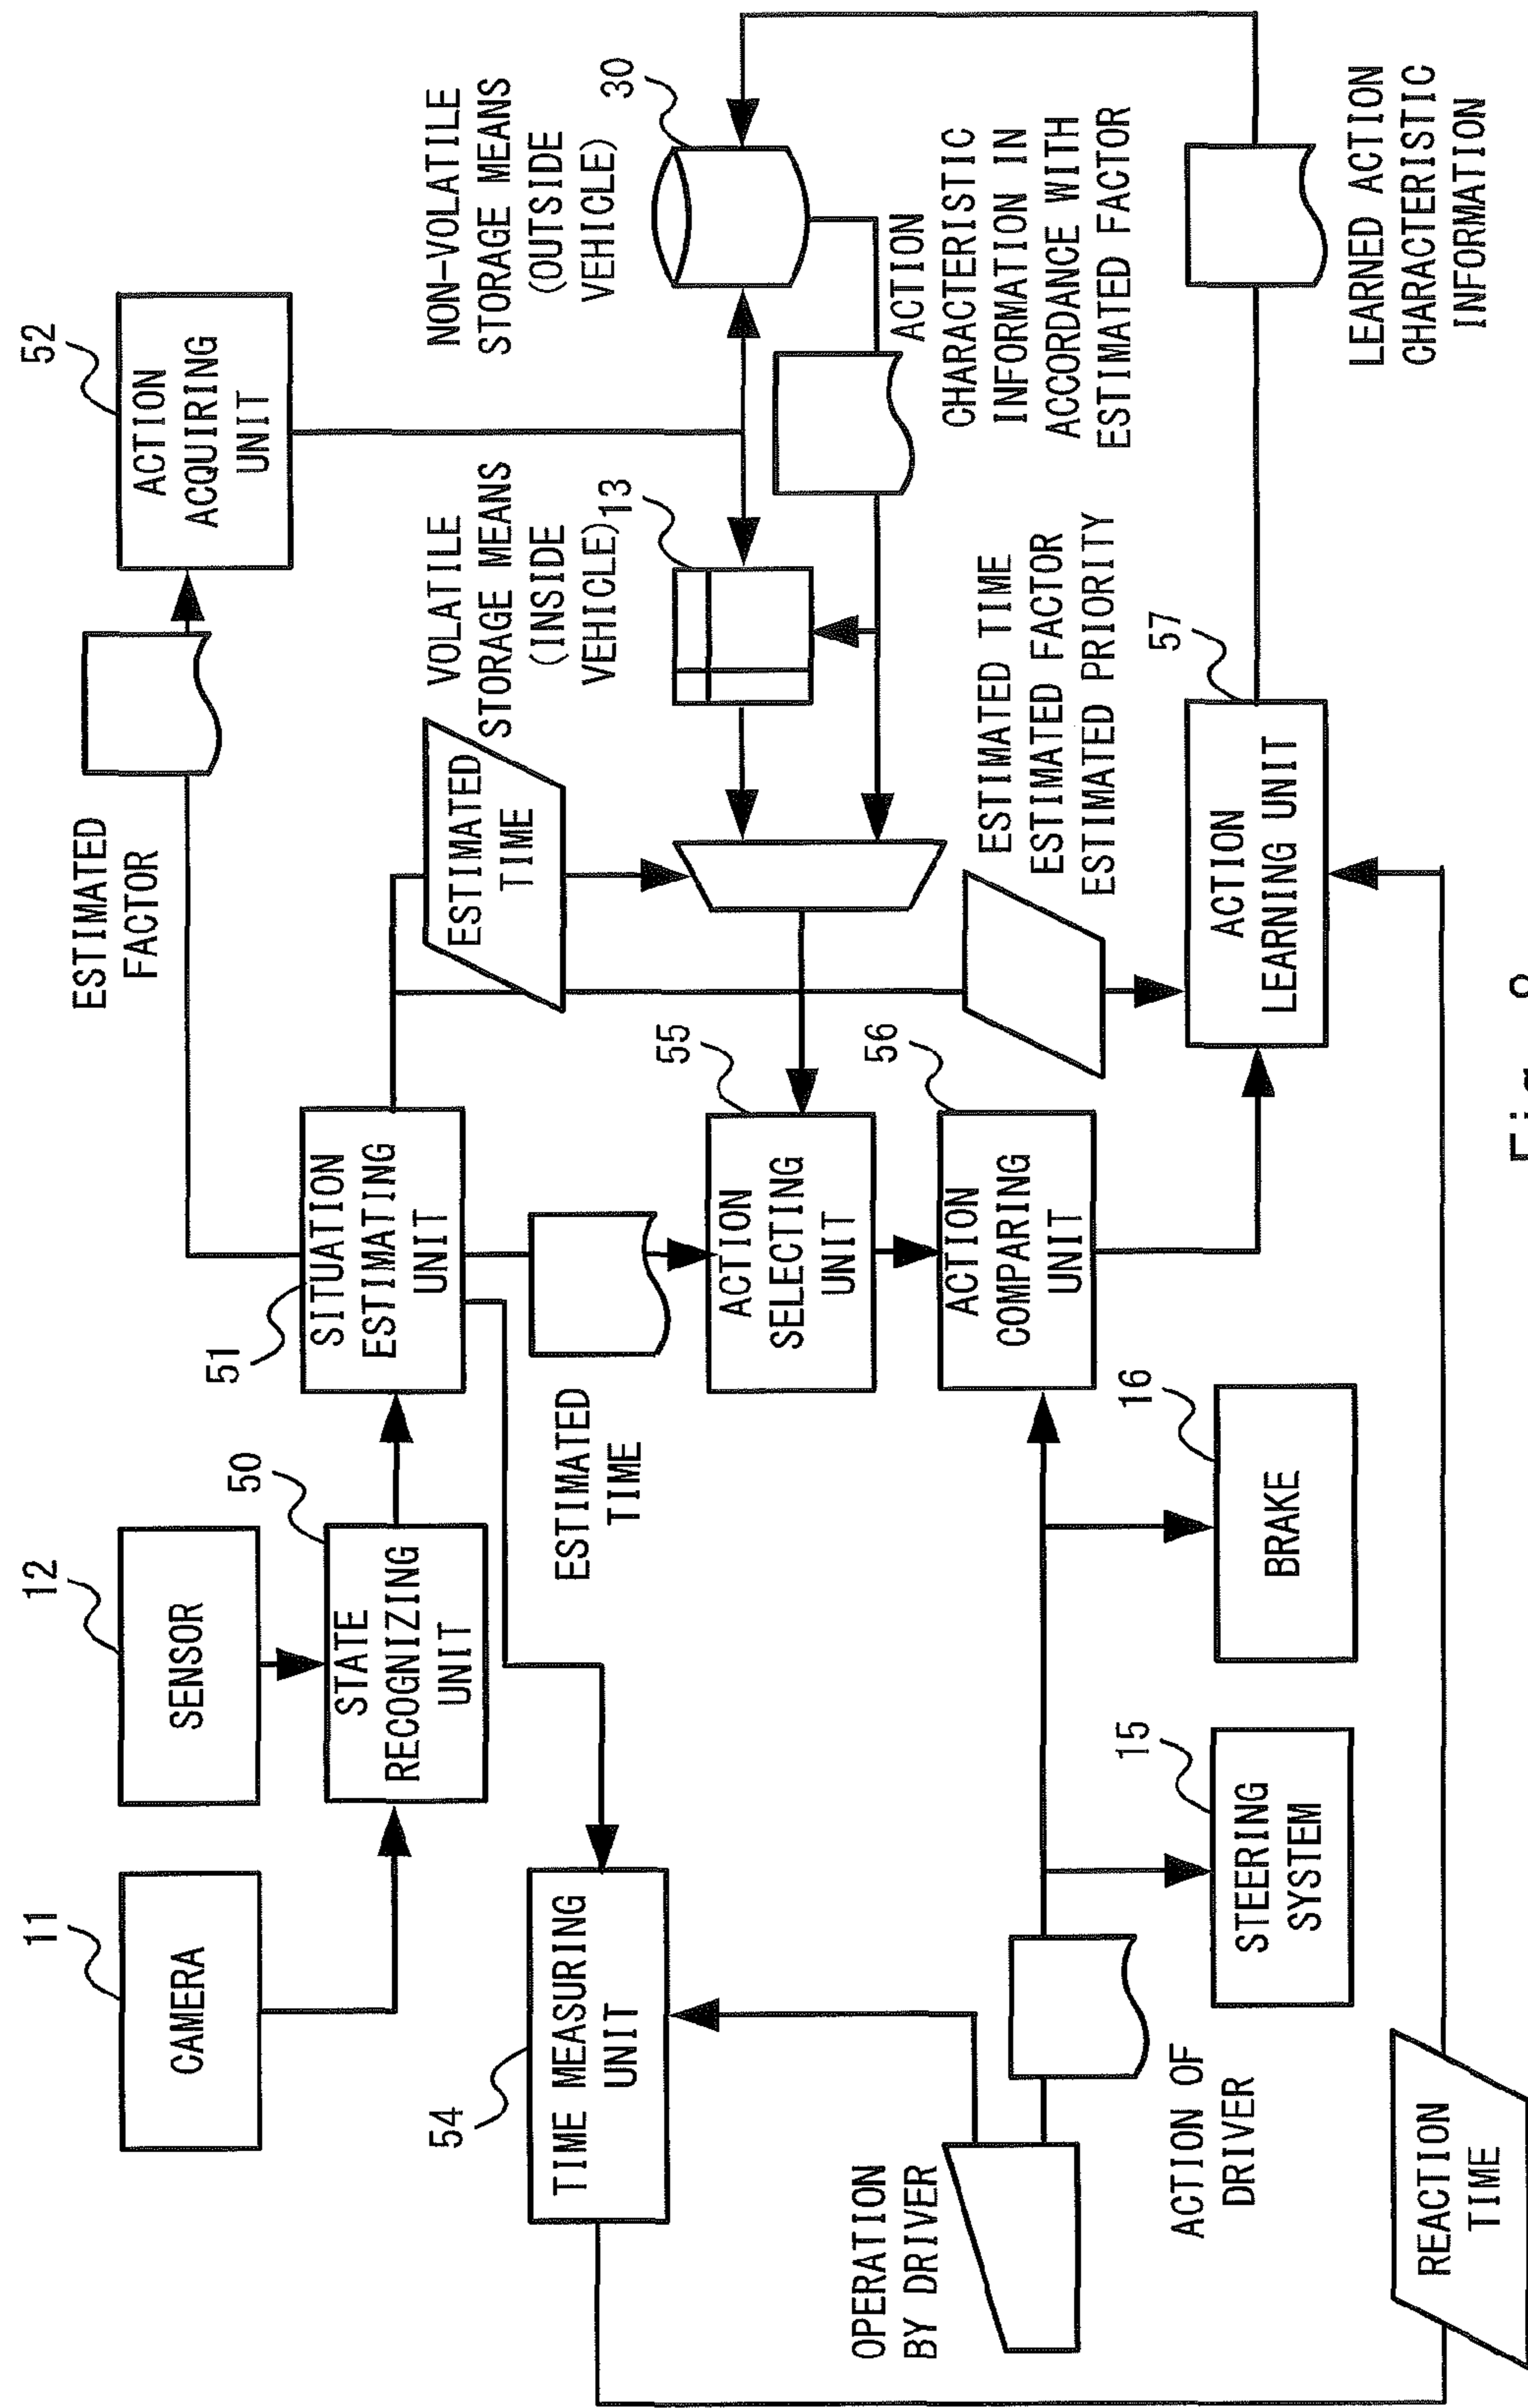 11
CAMERA
12
SENSOR
50
STATE
RECOGNIZING
UNIT
51
SITUATION
ESTIMATING
UNIT
ESTIMATED
FACTOR
52
ACTION
ACQUIRING
UNIT
54
TIME MEASURING
UNIT
ESTIMATED
TIME
ESTIMATED
TIME
VOLATILE
STORAGE MEANS
(INSIDE
VEHICLE)
13
NON-VOLATILE
STORAGE MEANS
(OUTSIDE
VEHICLE)
30
55
ACTION
SELECTING
UNIT
ACTION
CHARACTERISTIC
INFORMATION IN
ACCORDANCE WITH
ESTIMATED FACTOR
OPERATION
BY DRIVER
ACTION OF
DRIVER
56
ACTION
COMPARING
UNIT
ESTIMATED TIME
ESTIMATED FACTOR
ESTIMATED PRIORITY
15
STEERING
SYSTEM
16
BRAKE
57
ACTION
LEARNING UNIT
LEARNED ACTION
CHARACTERISTIC
INFORMATION
REACTION
TIME
Fig.